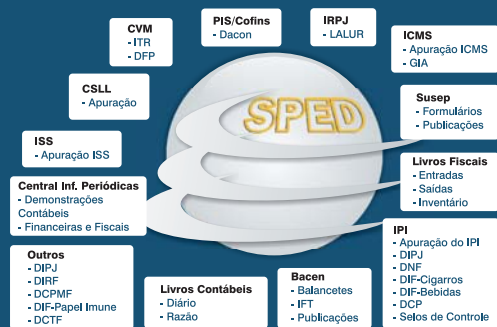 CVM
- ITR
- DFP
PIS/Cofins
- Dacon
IRPJ
- LALUR
ICMS
- Apuração ICMS
- GIA
CSLL
- Apuração
SPED
Susep
- Formulários
- Publicações
ISS
- Apuração ISS
Livros Fiscais
- Entradas
- Saídas
- Inventário
Central Inf. Periódicas
- Demonstrações
Contábeis
- Financeiras e Fiscais
IPI
- Apuração do IPI
- DIPJ
- DNF
- DIF-Cigarros
- DIF-Bebidas
- DCP
- Selos de Controle
Outros
- DIPJ
- DIRF
- DCPMF
- DIF-Papel Imune
- DCTF
Livros Contábeis
- Diário
- Razão
Bacen
- Balancetes
- IFT
- Publicações